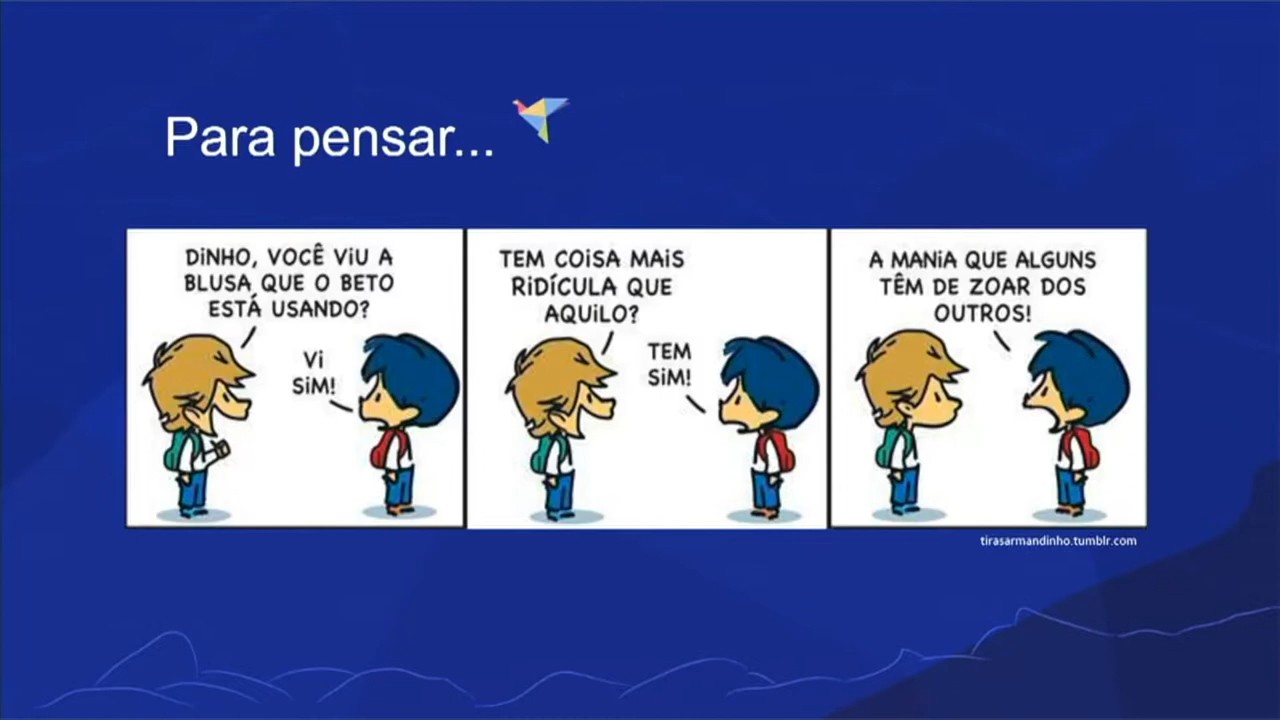 Para pensar...
DiNHO, VOCÊ ViU A
BLUSA QUE O BETO
ESTÁ USANDO?
Vi
SiM!
TEM COiSA MAiS
RiDÍCULA QUE
AQUiLO?
TEM
SiM!
A MANiA QUE ALGUNS
TÊM DE ZOAR DOS
OUTROS!
tirasarmandinho.tumblr.com